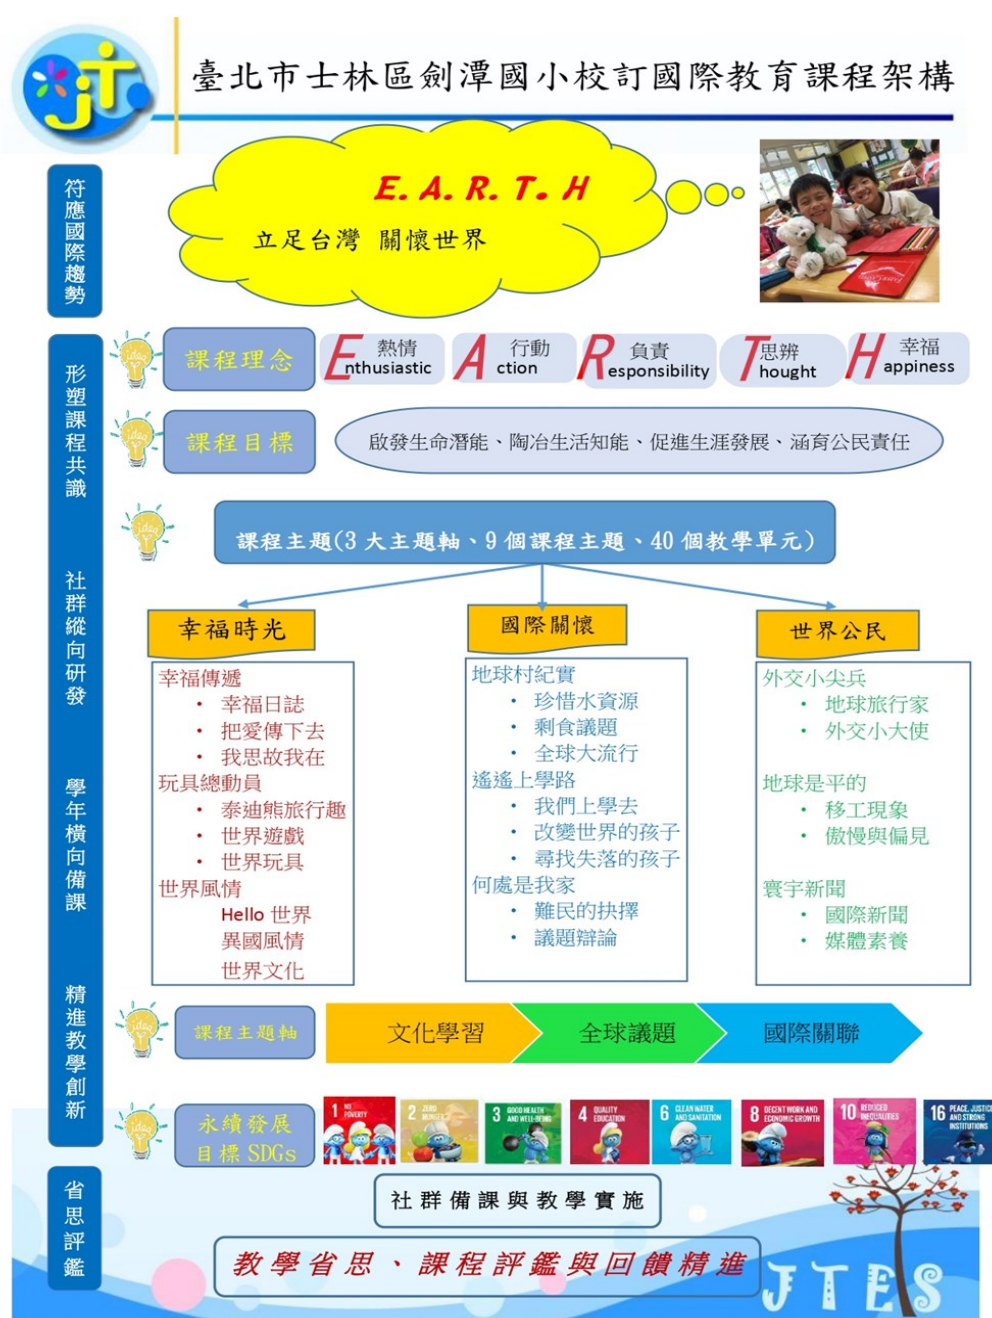 臺北市士林區劍潭國小校訂國際教育課程架構
符應國際趨勢
E.A.R.T.H
立足台灣 關懷世界
形塑課程共識
社群縱向研發
學年橫向備課
精進教學創新
課程理念
熱情
Enthusiastic
行動
Action
負責
Responsibility
思辨
Thought
幸福
Happiness
課程目標
啟發生命潛能、陶冶生活知能、促進生涯發展、涵育公民責任
課程主題(3大主題軸、9個課程主題、40個教學單元)
幸福時光
幸福傳遞
• 幸福日誌
• 把愛傳下去
• 我思故我在
玩具總動員
• 泰迪熊旅行趣
• 世界遊戲
• 世界玩具
世界風情
Hello 世界
異國風情
世界文化
國際關懷
地球村紀實
• 珍惜水資源
• 剩食議題
• 全球大流行
遙遙上學路
• 我們上學去
• 改變世界的孩子
• 尋找失落的孩子
何處是我家
• 難民的抉擇
• 議題辯論
世界公民
外交小尖兵
• 地球旅行家
• 外交小大使
地球是平的
• 移工現象
• 傲慢與偏見
寰宇新聞
• 國際新聞
• 媒體素養
課程主題軸
文化學習
全球議題
國際關聯
永續發展
目標 SDGs
1 NO POVERTY
2 ZERO HUNGER
3 GOOD HEALTH AND WELL-BEING
4 QUALITY EDUCATION
6 CLEAN WATER AND SANITATION
8 DECENT WORK AND ECONOMIC GROWTH
10 REDUCED INEQUALITIES
16 PEACE, JUSTICE AND STRONG INSTITUTIONS
省思評鑑
社群備課與教學實施
教學省思、課程評鑑與回饋精進
JTES